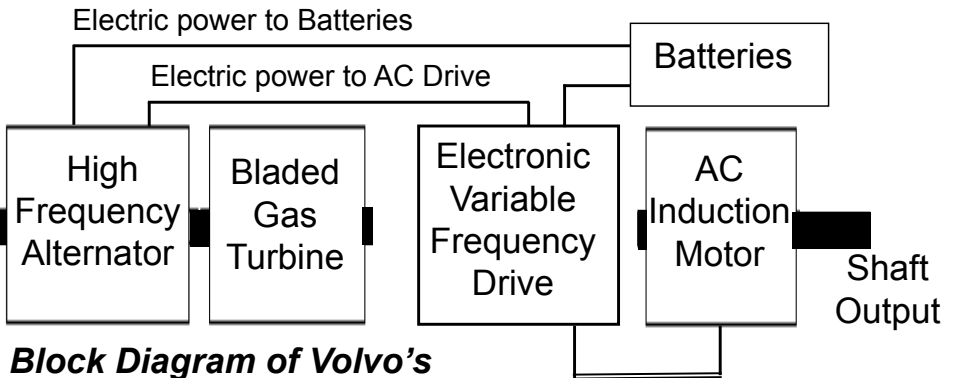 Electric power to Batteries
Electric power to AC Drive
Batteries
High
Frequency
Alternator
Bladed
Gas
Turbine
Electronic
Variable
Frequency
Drive
AC
Induction
Motor
Shaft
Output
Block Diagram of Volvo's